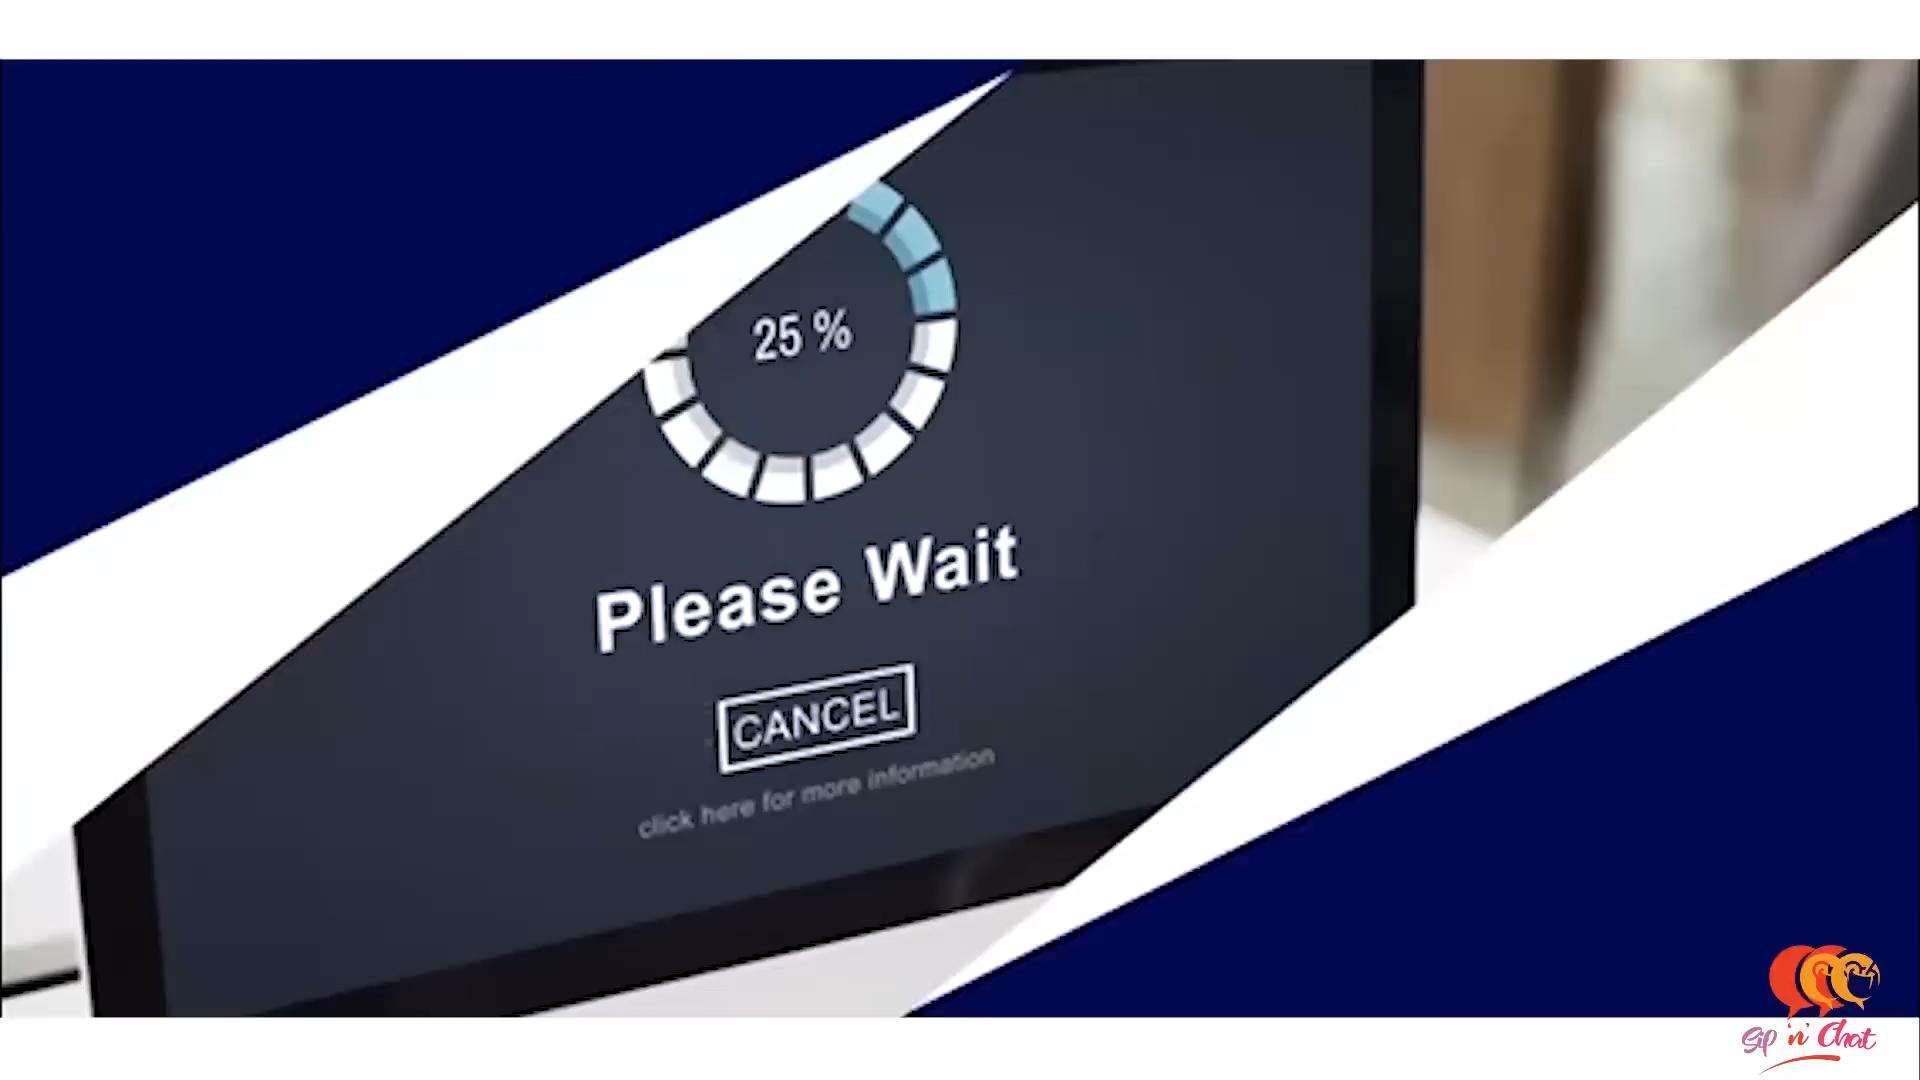 25 %
Please Wait
CANCEL
click here for more information
Sip 'n' Chat